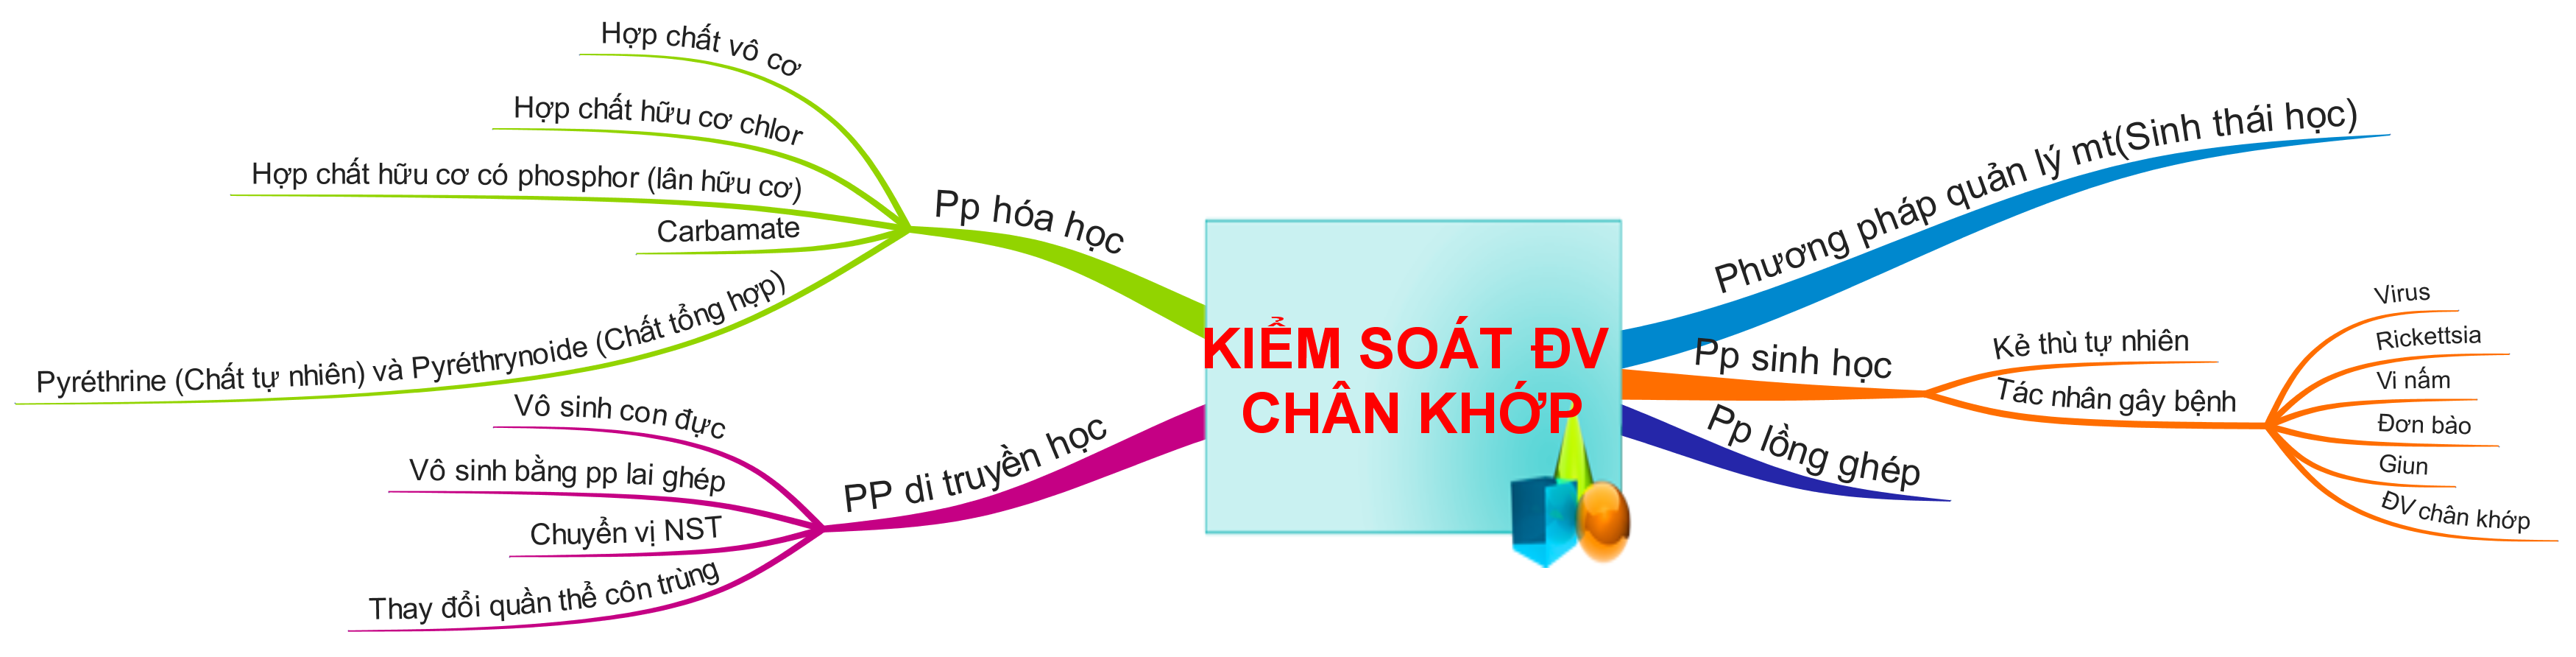 KIỂM SOÁT ĐV
CHÂN KHỚP
Phương pháp quản lý mt(Sinh thái học)
Pp sinh học
Kẻ thù tự nhiên
Tác nhân gây bệnh
Virus
Rickettsia
Vi nấm
Đơn bào
Giun
ĐV chân khớp
Pp lồng ghép
Pp hóa học
Hợp chất vô cơ
Hợp chất hữu cơ chlor
Hợp chất hữu cơ có phosphor (lân hữu cơ)
Carbamate
Pyréthrine (Chất tự nhiên) và Pyréthrynoide (Chất tổng hợp)
PP di truyền học
Vô sinh con đực
Vô sinh bằng pp lai ghép
Chuyển vị NST
Thay đổi quần thể côn trùng